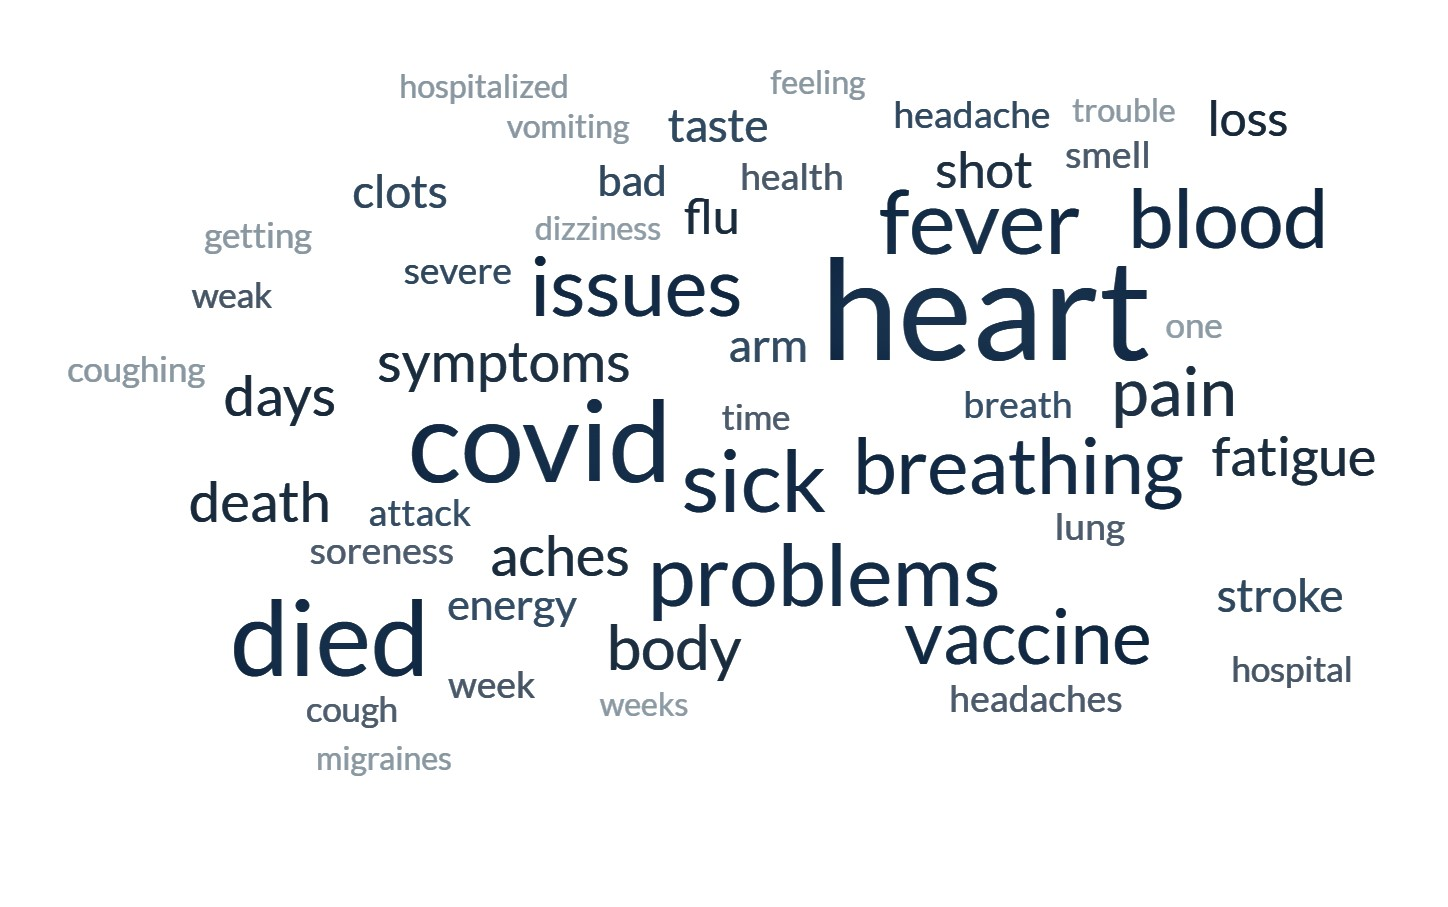 hospitalized
feeling
vomiting
taste
headache
trouble
loss
clots
bad
health
shot
smell
getting
dizziness
flu
fever
blood
weak
severe
issues
heart
one
coughing
symptoms
arm
days
covid
time
breath
pain
death
attack
sick
breathing
fatigue
soreness
aches
problems
lung
died
energy
body
vaccine
stroke
cough
week
weeks
headaches
hospital
migraines